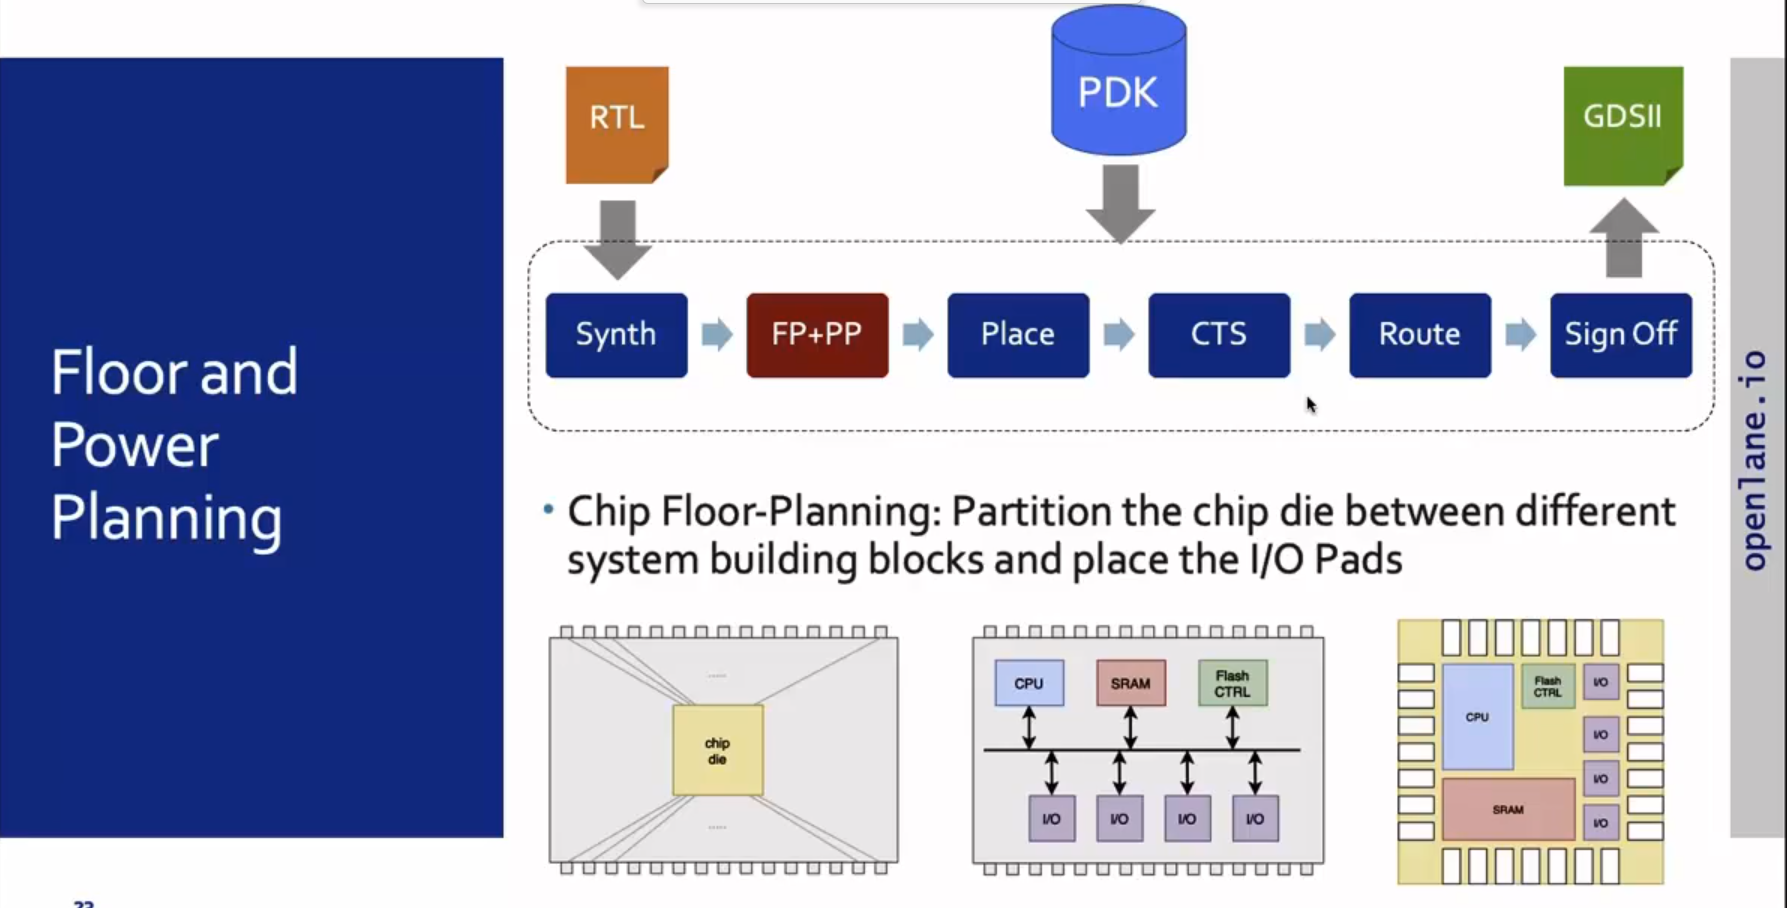 Floor and
Power
Planning
RTL
PDK
GDSII
Synth
FP+PP
Place
CTS
Route
Sign Off
• Chip Floor-Planning: Partition the chip die between different
system building blocks and place the I/O Pads
.....
chip
die
.....
CPU
SRAM
Flash
CTRL
I/O
I/O
I/O
I/O
CPU
Flash
CTRL
I/O
I/O
I/O
I/O
SRAM
openlane.io